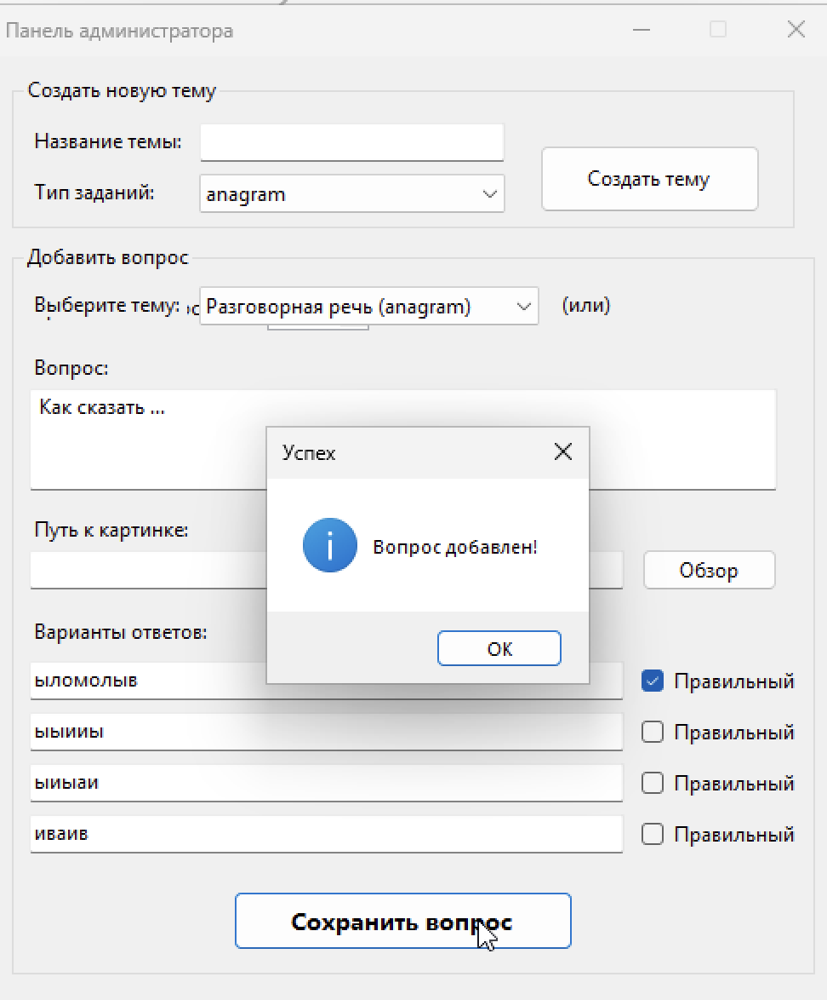 Панель администратора
Создать новую тему
Название темы:
Тип заданий:
anagram
Создать тему
Добавить вопрос
Выберите тему:
Разговорная речь (anagram)
(или)
Вопрос:
Как сказать ...
Успех
Вопрос добавлен!
OK
Путь к картинке:
Обзор
Варианты ответов:
ыломолыв
Правильный
ыыииы
Правильный
ыиыаи
Правильный
иваив
Правильный
Сохранить вопрос